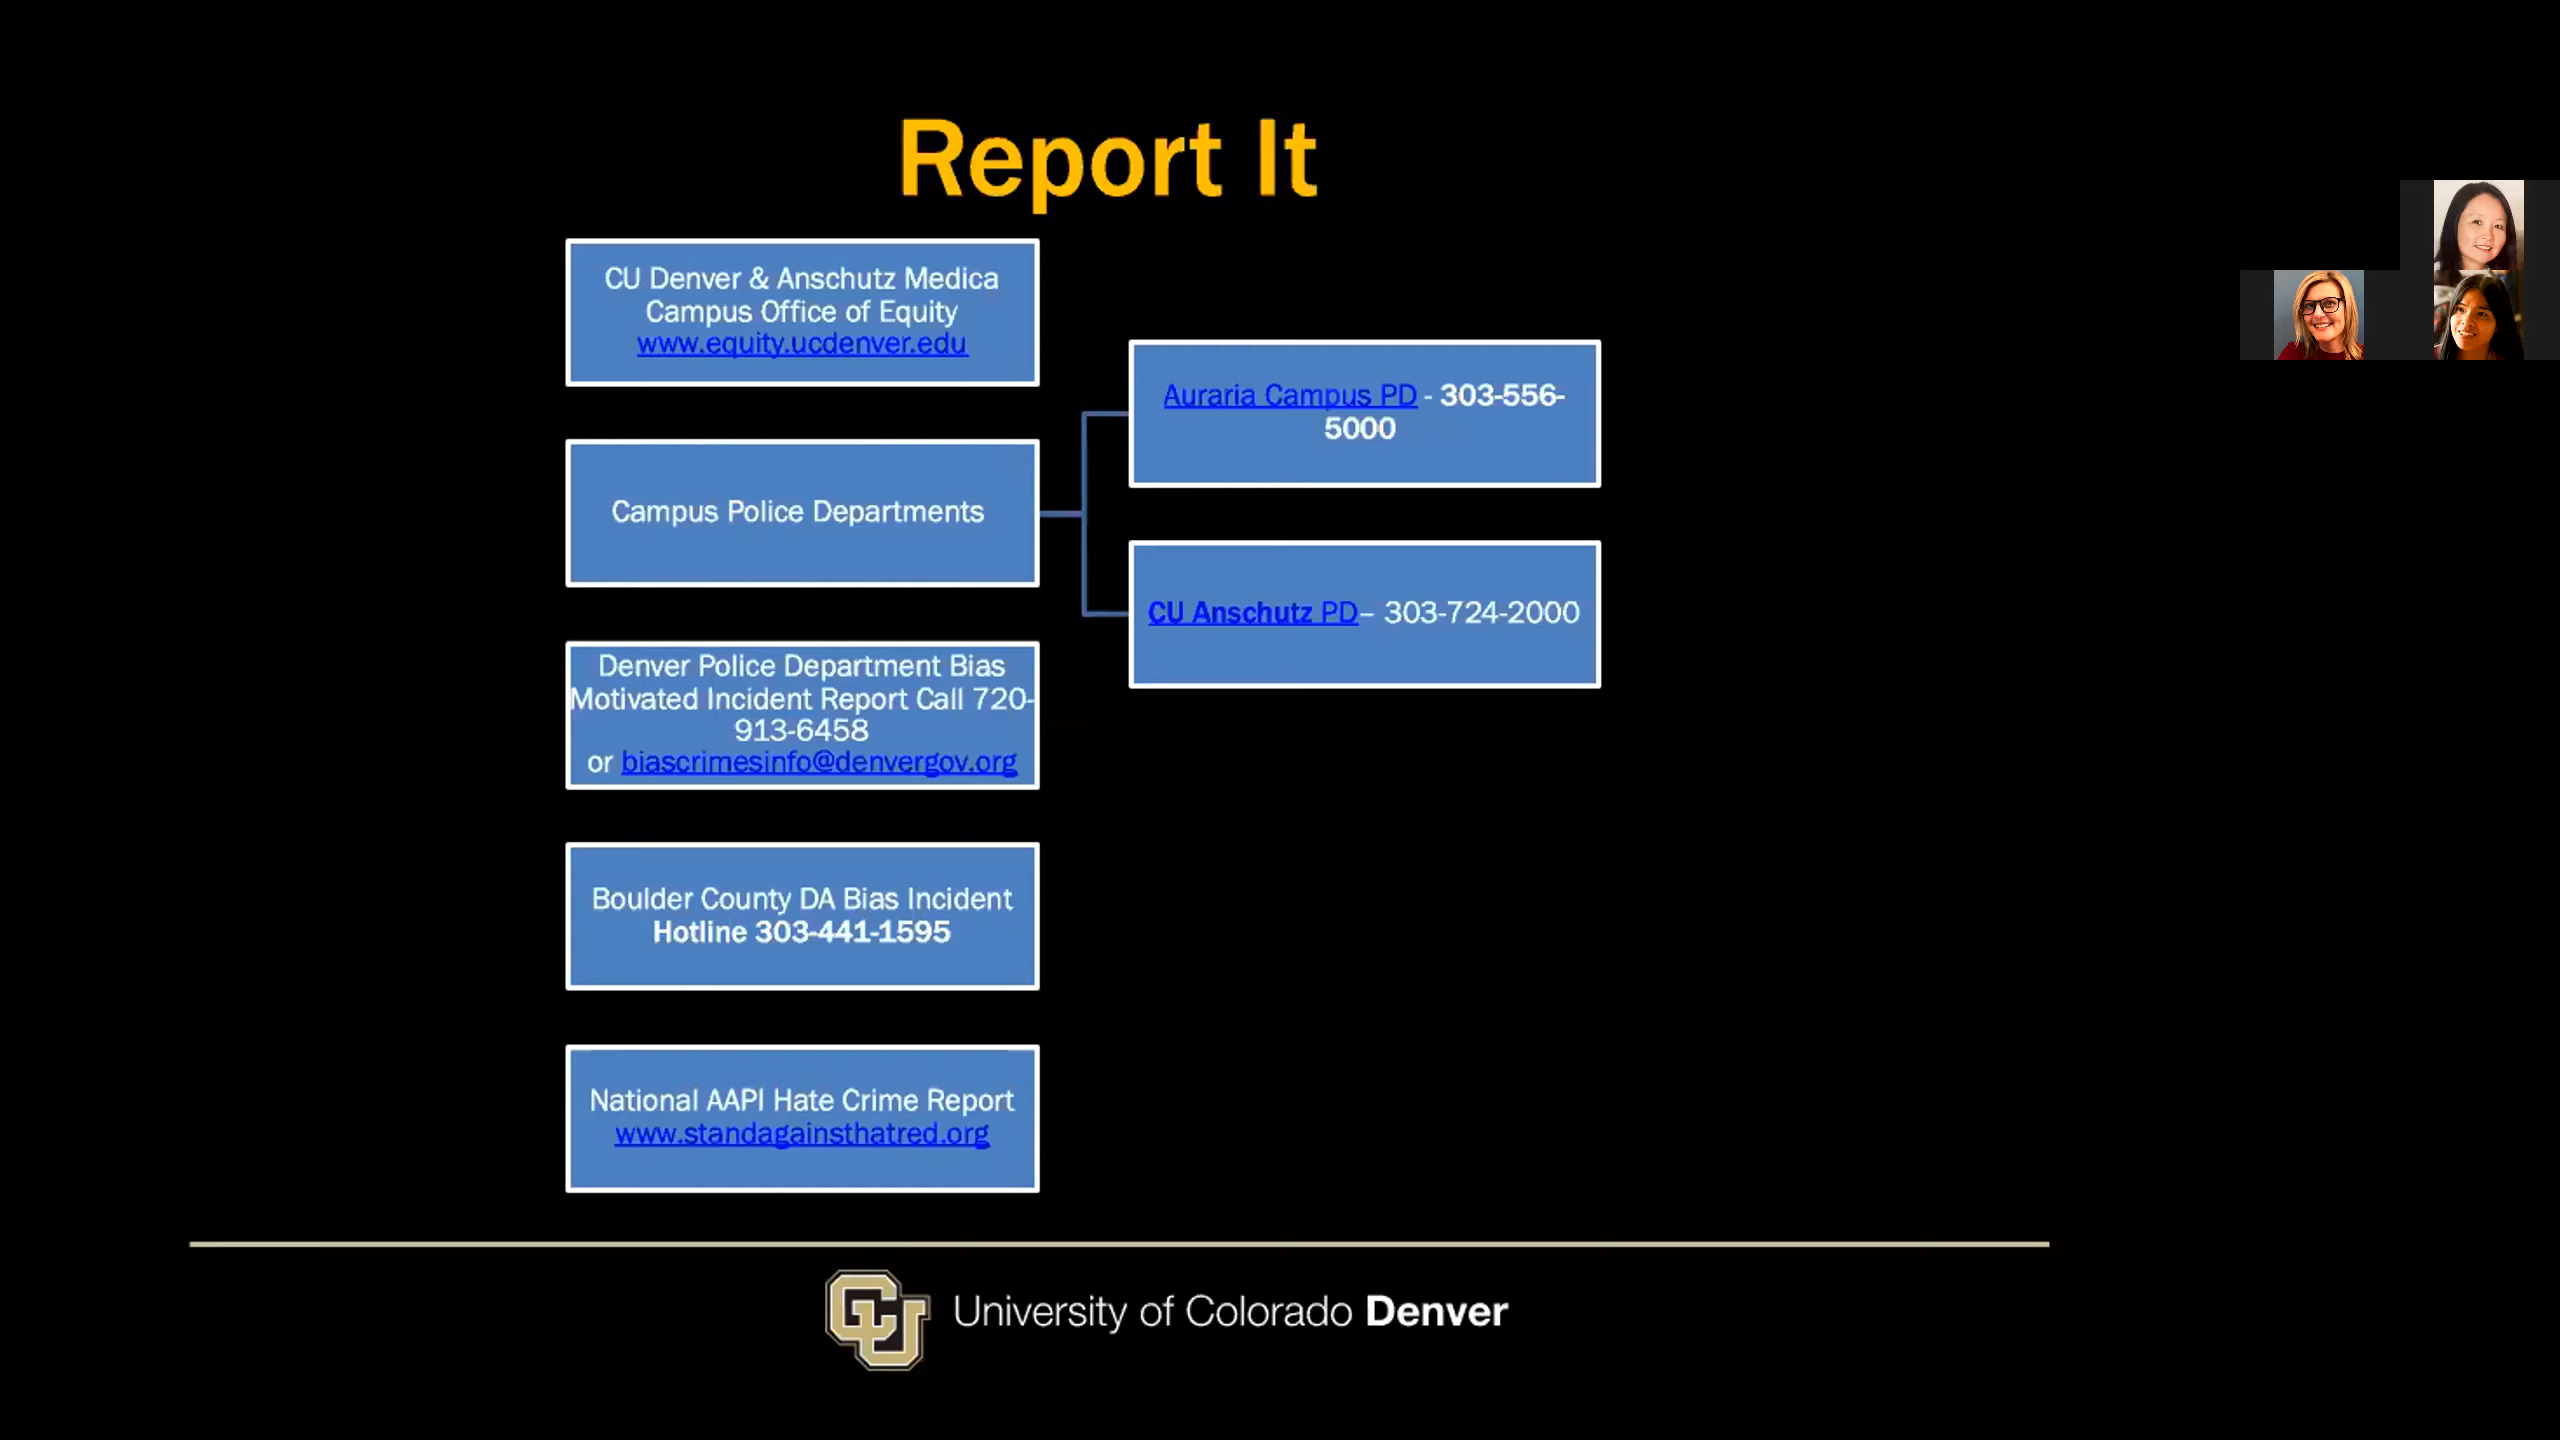 Report It
CU Denver & Anschutz Medica
Campus Office of Equity
www.equity.ucdenver.edu
Campus Police Departments
Auraria Campus PD - 303-556-
5000
CU Anschutz PD– 303-724-2000
Denver Police Department Bias
Motivated Incident Report Call 720-
913-6458
or biascrimesinfo@denvergov.org
Boulder County DA Bias Incident
Hotline 303-441-1595
National AAPI Hate Crime Report
www.standagainsthatred.org
CU University of Colorado Denver